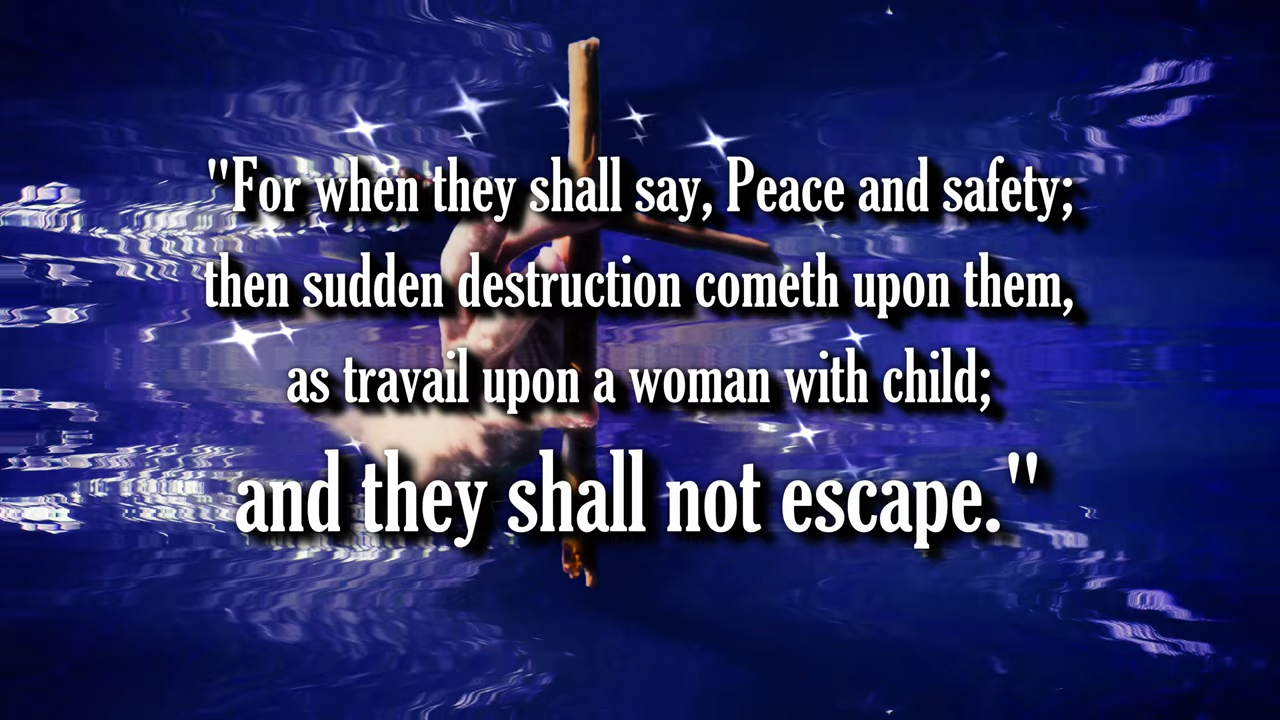 "For when they shall say, Peace and safety;
then sudden destruction cometh upon them,
as travail upon a woman with child;
and they shall not escape."